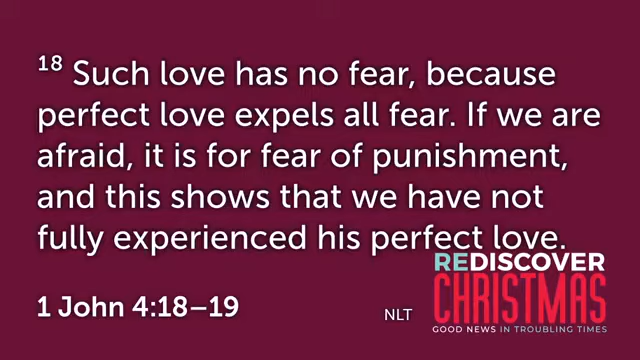 18 Such love has no fear, because
perfect love expels all fear. If we are
afraid, it is for fear of punishment,
and this shows that we have not
fully experienced his perfect love.
1 John 4:18–19
NLT
REDISCOVER
CHRISTMAS
GOOD NEWS IN TROUBLING TIMES